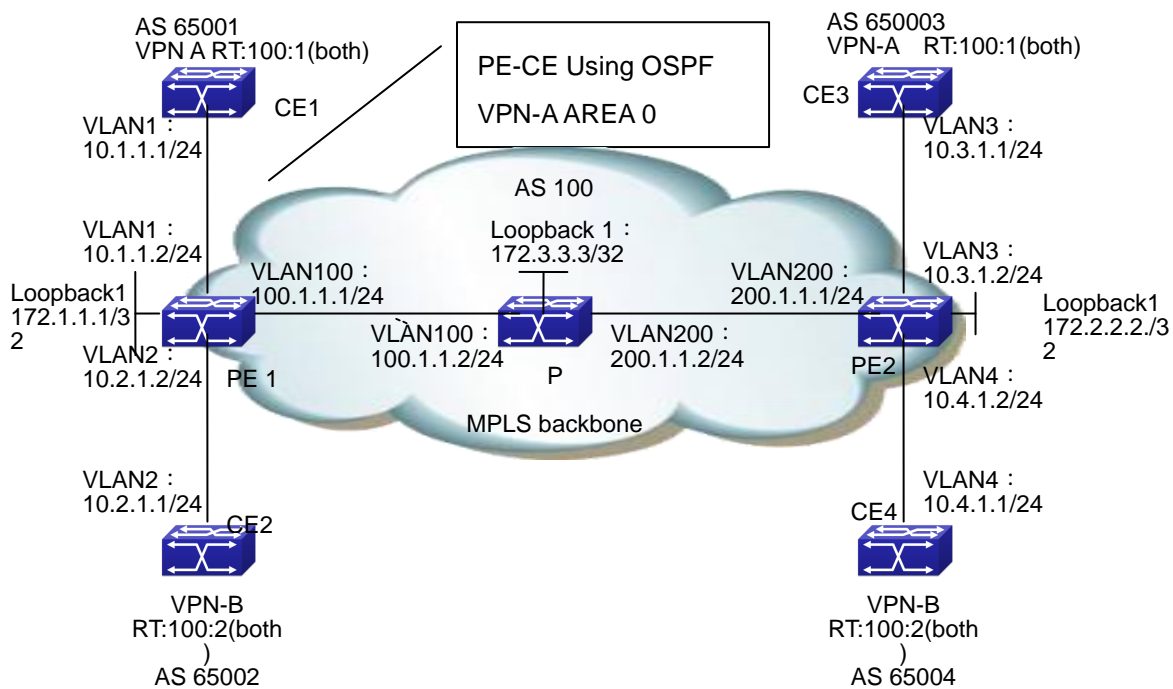 AS 65001
VPN A RT:100:1(both)
CE1
VLAN1：
10.1.1.1/24
PE-CE Using OSPF
VPN-A AREA 0
AS 650003
VPN-A RT:100:1(both)
CE3
VLAN3：
10.3.1.1/24
AS 100
Loopback 1：
172.3.3.3/32
VLAN1：
10.1.1.2/24
VLAN100：
100.1.1.1/24
VLAN200：
200.1.1.1/24
VLAN3：
10.3.1.2/24
Loopback1
172.1.1.1/3
2
Loopback1
172.2.2.2./3
2
VLAN100：
100.1.1.2/24
VLAN200：
200.1.1.2/24
VLAN2：
10.2.1.2/24
PE 1
P
PE2
VLAN4：
10.4.1.2/24
MPLS backbone
VLAN2：
10.2.1.1/24
CE2
VLAN4：
10.4.1.1/24
CE4
VPN-B
RT:100:2(both
)
AS 65002
VPN-B
RT:100:2(both
)
AS 65004